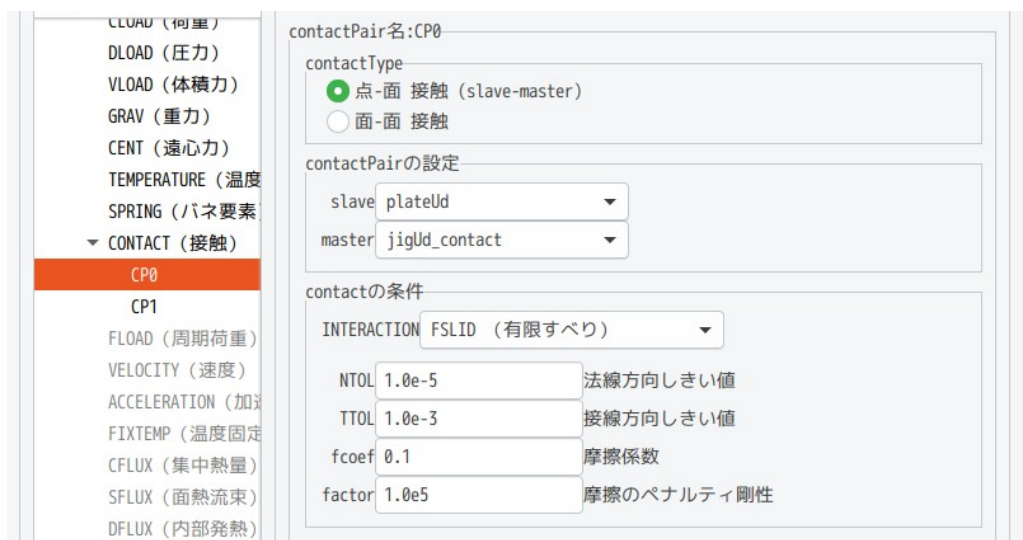 DLOAD (圧力)
VLOAD (体積力)
GRAV (重力)
CENT (遠心力)
TEMPERATURE (温度
SPRING (バネ要素
CONTACT (接触)
CP0
CP1
FLOAD (周期荷重)
VELOCITY (速度)
ACCELERATION (加速
FIXTEMP (温度固定
CFLUX (集中熱量)
SFLUX (面熱流束)
DFLUX (内部発熱)
contactPair名:CP0
contactType
点-面 接触 (slave-master)
面-面 接触
contactPairの設定
slave plateUd
master jigUd_contact
contactの条件
INTERACTION FSLID (有限すべり)
NTOL 1.0e-5 法線方向しきい値
TTOL 1.0e-3 接線方向しきい値
fcoef 0.1 摩擦係数
factor 1.0e5 摩擦のペナルティ剛性